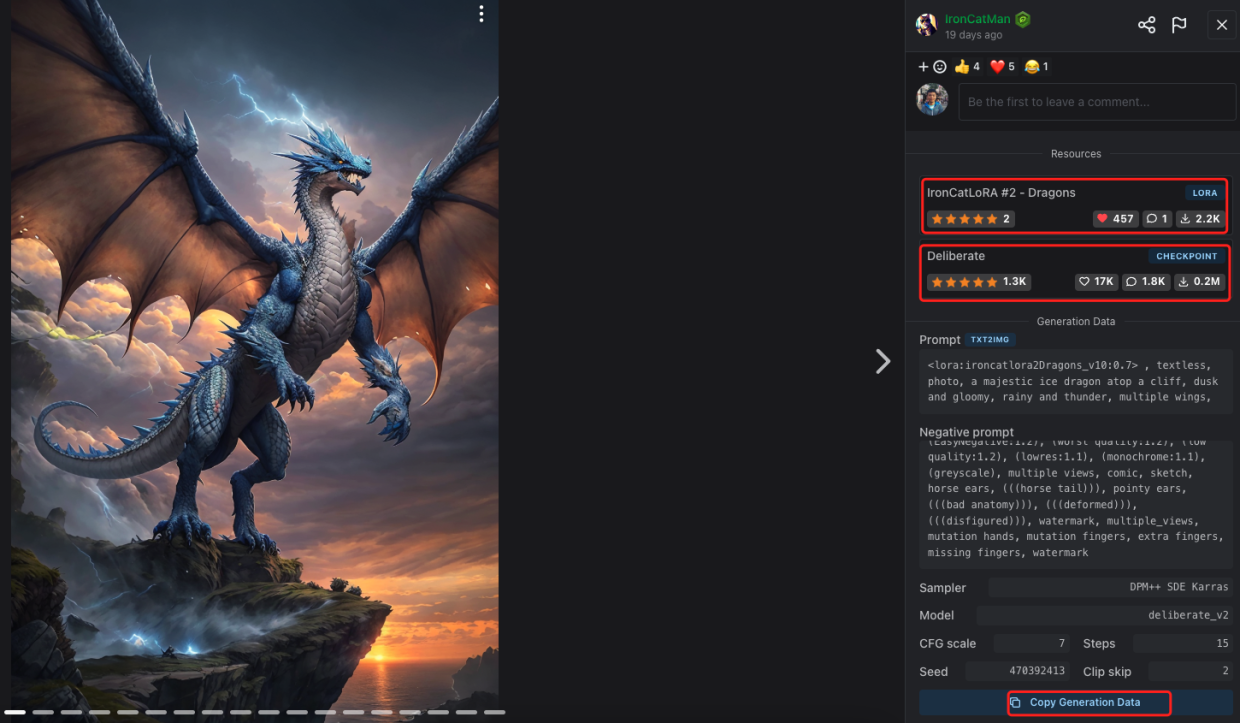 IronCatMan
19 days ago
4 5 1
Be the first to leave a comment...
Resources
IronCatLoRA #2 - Dragons LORA
2 457 1 2.2K
Deliberate CHECKPOINT
1.3K 17K 1.8K 0.2M
Generation Data
Prompt TXT2IMG
<lora:ironcatlora2Dragons_v10:0.7> , textless,
photo, a majestic ice dragon atop a cliff, dusk
and gloomy, rainy and thunder, multiple wings,
Negative prompt
(EasyNegative:1.2), (worst quality:1.2), (low
quality:1.2), (lowres:1.1), (monochrome:1.1),
(greyscale), multiple views, comic, sketch,
horse ears, (((horse tail))), pointy ears,
(((bad anatomy))), (((deformed))),
(((disfigured))), watermark, multiple_views,
mutation hands, mutation fingers, extra fingers,
missing fingers, watermark
Sampler DPM++ SDE Karras
Model deliberate_v2
CFG scale 7 Steps 15
Seed 470392413 Clip skip 2
Copy Generation Data